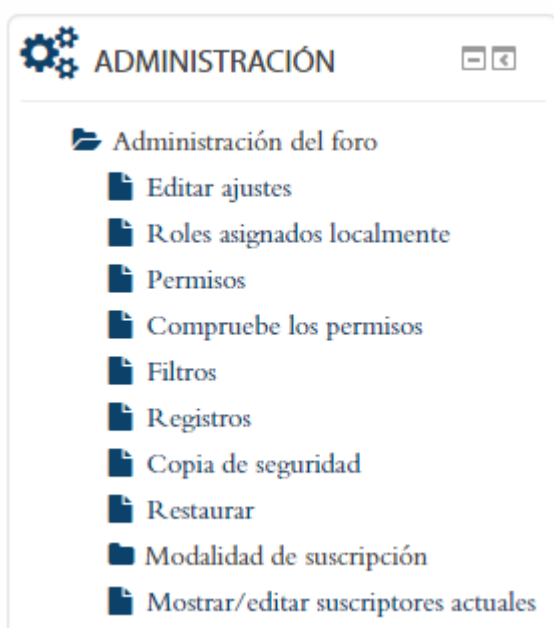 ADMINISTRACIÓN
Administración del foro
Editar ajustes
Roles asignados localmente
Permisos
Compruebe los permisos
Filtros
Registros
Copia de seguridad
Restaurar
Modalidad de suscripción
Mostrar/editar suscriptores actuales